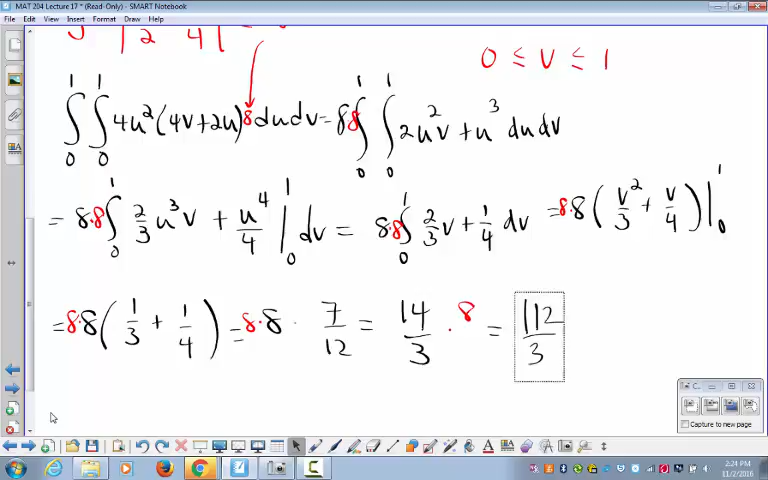 MAT 204 Lecture 17 * (Read-Only) - SMART Notebook
File Edit View Insert Format Draw Help
|2 4| =
0 ≤ v ≤ 1
∫₀¹ ∫₀¹ 4u²(4v+2u) 8 du dv = 8·8 ∫₀¹ ∫₀¹ 2u²v + u³ du dv
= 8·8 ∫₀¹ 2/3 u³v + u⁴/4 |₀¹ dv = 8·8 ∫₀¹ 2/3 v + 1/4 dv = 8·8 ( v²/3 + v/4 ) |₀¹
= 8·8 ( 1/3 + 1/4 ) = 8·8 · 7/12 = 14/3 · 8 = 112/3
Capture to new page
2:24 PM
11/2/2016